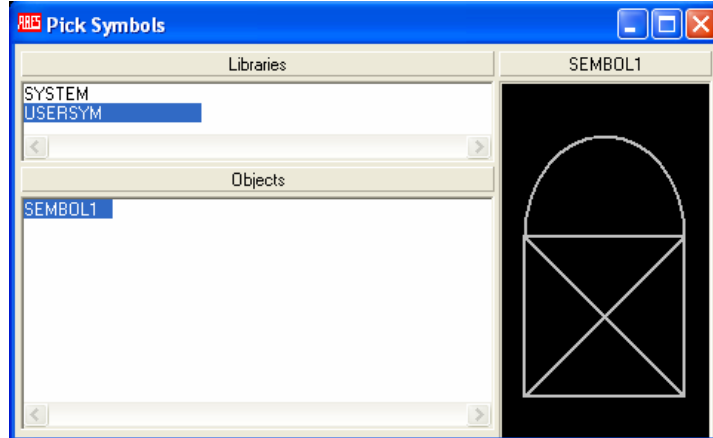 ARES Pick Symbols
Libraries
SEMBOL1
SYSTEM
USERSYM
Objects
SEMBOL1